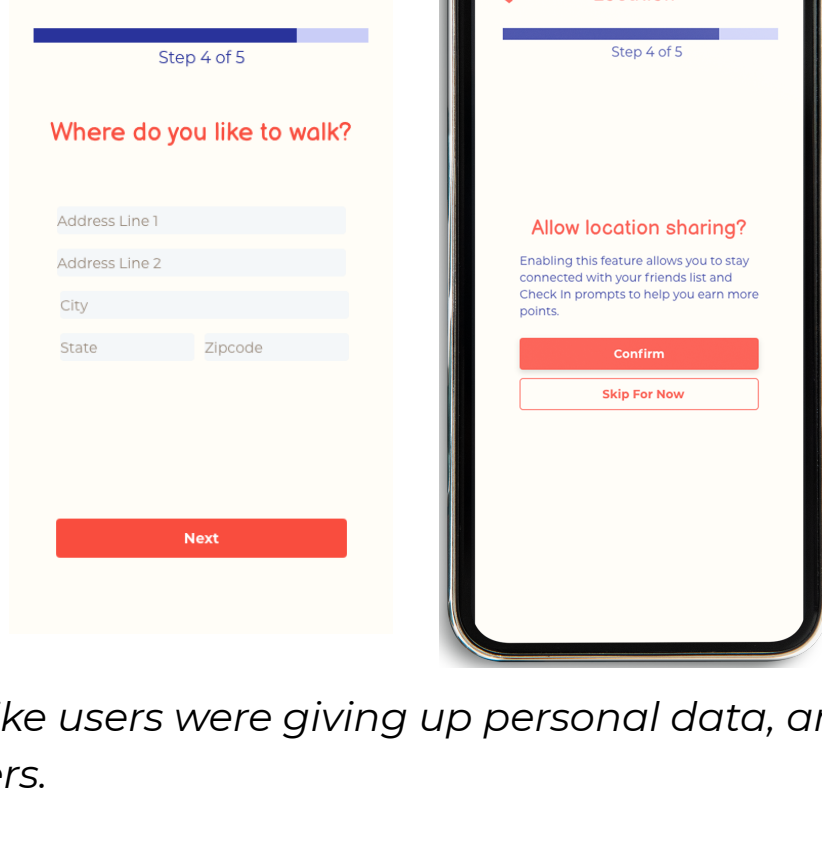 Step 4 of 5
Where do you like to walk?
Address Line 1
Address Line 2
City
State Zipcode
Next
Step 4 of 5
Allow location sharing?
Enabling this feature allows you to stay
connected with your friends list and
Check In prompts to help you earn more
points.
Confirm
Skip For Now
users were giving up personal data,